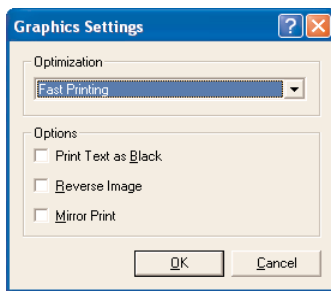 Graphics Settings
Optimization
Fast Printing
Options
Print Text as Black
Reverse Image
Mirror Print
OK Cancel